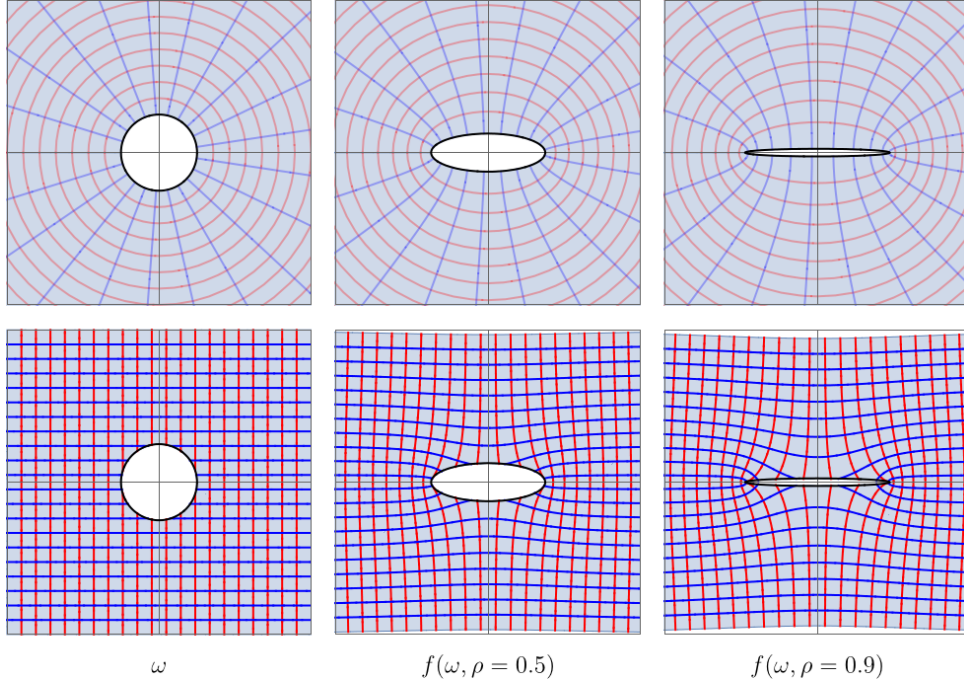 ω
f(ω, ρ = 0.5)
f(ω, ρ = 0.9)